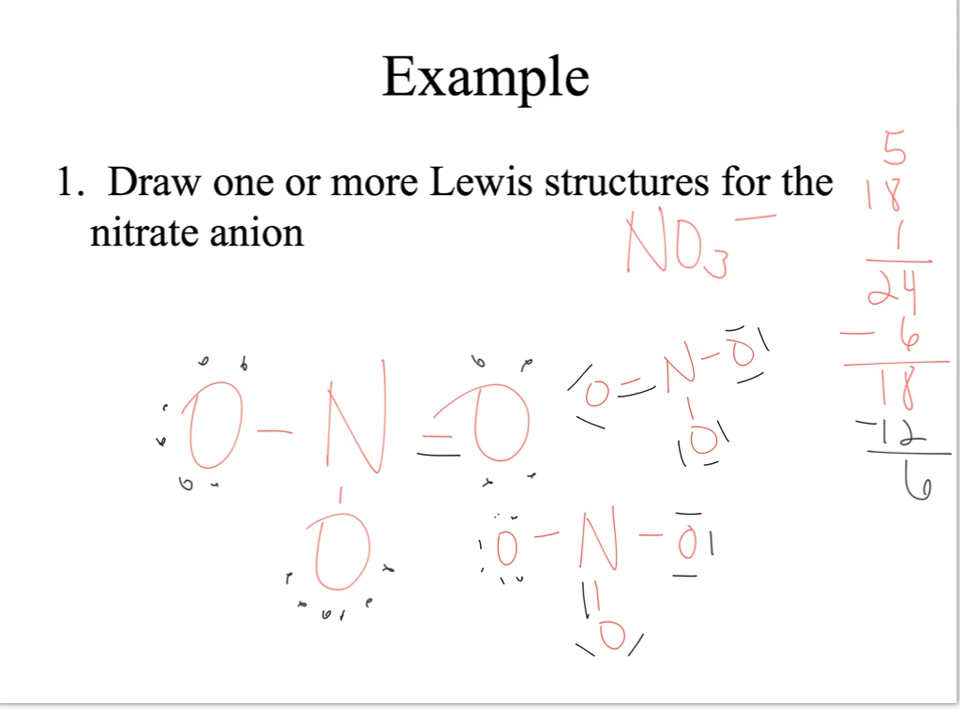 Example
1. Draw one or more Lewis structures for the
nitrate anion
NO₃⁻
5
18
1
24
- 6
18
-12
6
O - N = O
O
O = N - O
O
O - N - O
O